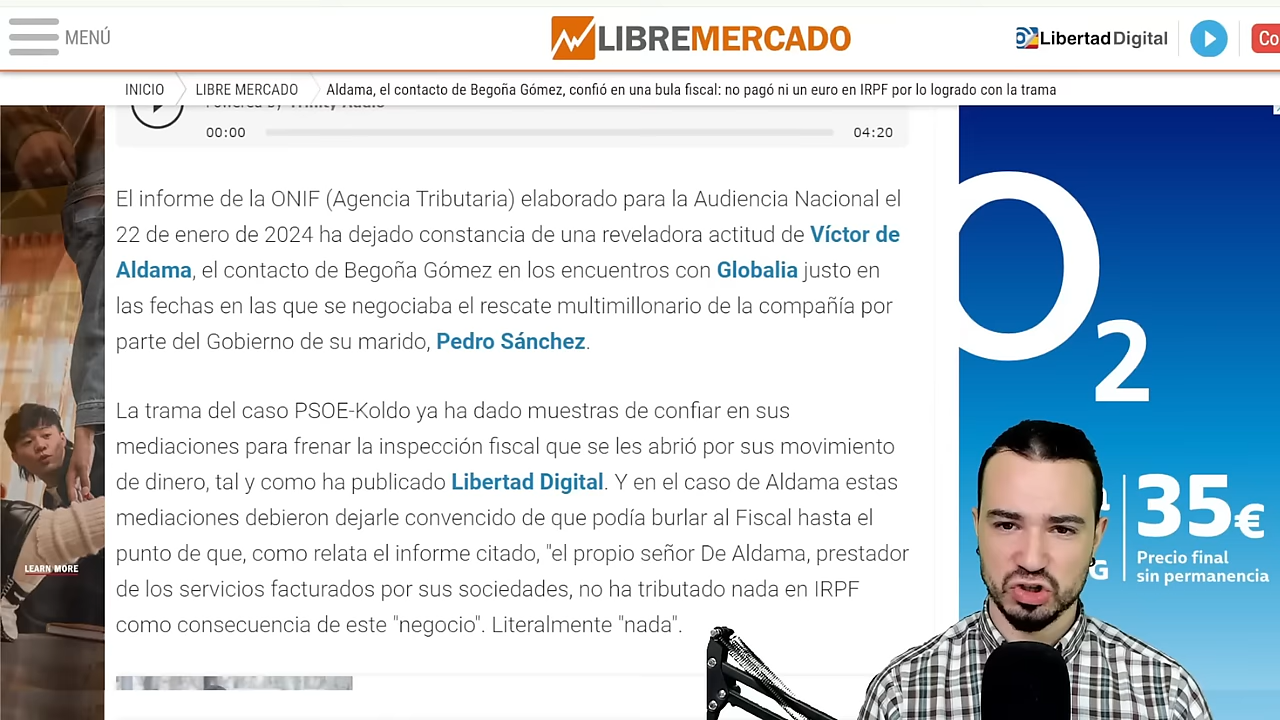 MENÚ
LIBREMERCADO
Libertad Digital
Co
INICIO
LIBRE MERCADO
Aldama, el contacto de Begoña Gómez, confió en una bula fiscal: no pagó ni un euro en IRPF por lo logrado con la trama
Powered by Trinity Audio
00:00
04:20
El informe de la ONIF (Agencia Tributaria) elaborado para la Audiencia Nacional el
22 de enero de 2024 ha dejado constancia de una reveladora actitud de Víctor de
Aldama, el contacto de Begoña Gómez en los encuentros con Globalia justo en
las fechas en las que se negociaba el rescate multimillonario de la compañía por
parte del Gobierno de su marido, Pedro Sánchez.
La trama del caso PSOE-Koldo ya ha dado muestras de confiar en sus
mediaciones para frenar la inspección fiscal que se les abrió por sus movimiento
de dinero, tal y como ha publicado Libertad Digital. Y en el caso de Aldama estas
mediaciones debieron dejarle convencido de que podía burlar al Fiscal hasta el
punto de que, como relata el informe citado, "el propio señor De Aldama, prestador
de los servicios facturados por sus sociedades, no ha tributado nada en IRPF
como consecuencia de este "negocio". Literalmente "nada".
LEARN MORE
O2
G
35€
Precio final
sin permanencia